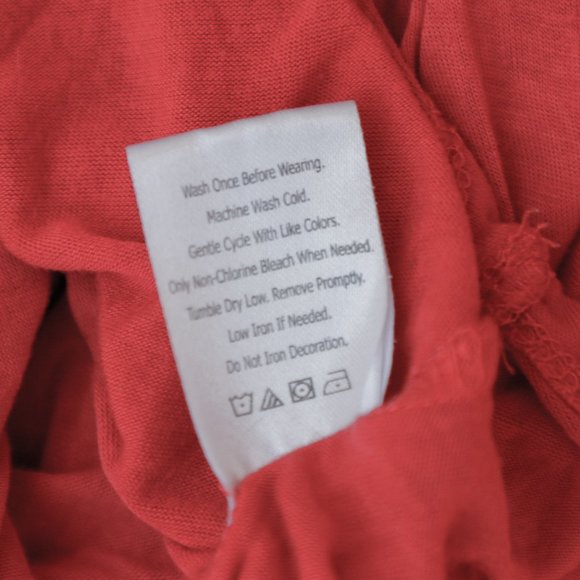 Wash Once Before Wearing.
Machine Wash Cold.
Gentle Cycle With Like Colors.
Only Non-Chlorine Bleach When Needed.
Tumble Dry Low. Remove Promptly.
Low Iron If Needed.
Do Not Iron Decoration.